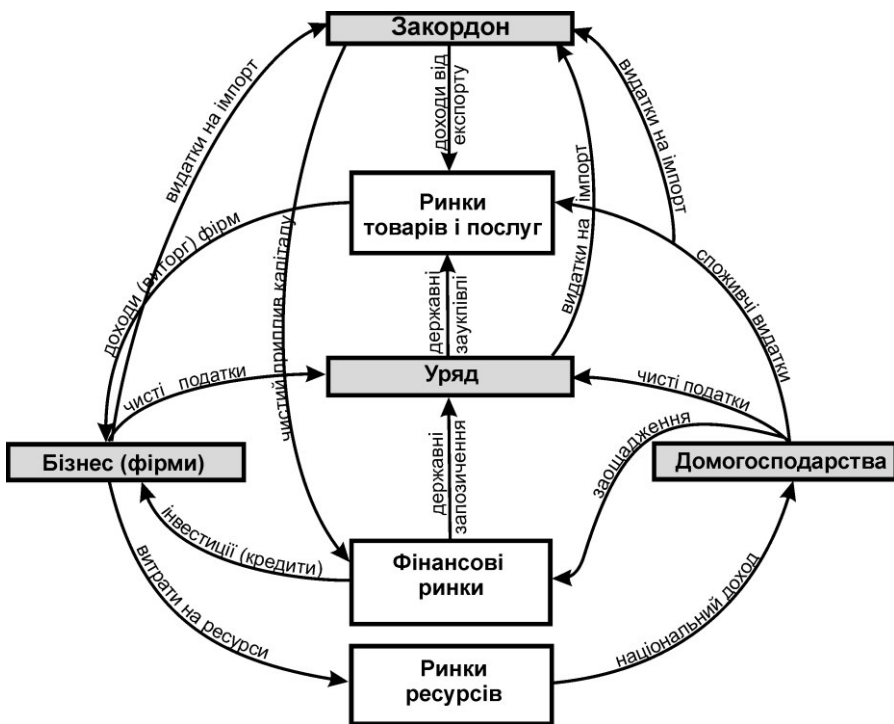 Закордон
видатки на імпорт
доходи від
експорту
видатки на імпорт
видатки на імпорт
Ринки
товарів і послуг
доходи (виторг) фірм
чистий приплив капіталу
державні
заукпівлі
споживчі видатки
чисті податки
Уряд
чисті податки
Бізнес (фірми)
Домогосподарства
державні
запозичення
заощадження
інвестиції (кредити)
Фінансові
ринки
витрати на ресурси
національний доход
Ринки
ресурсів